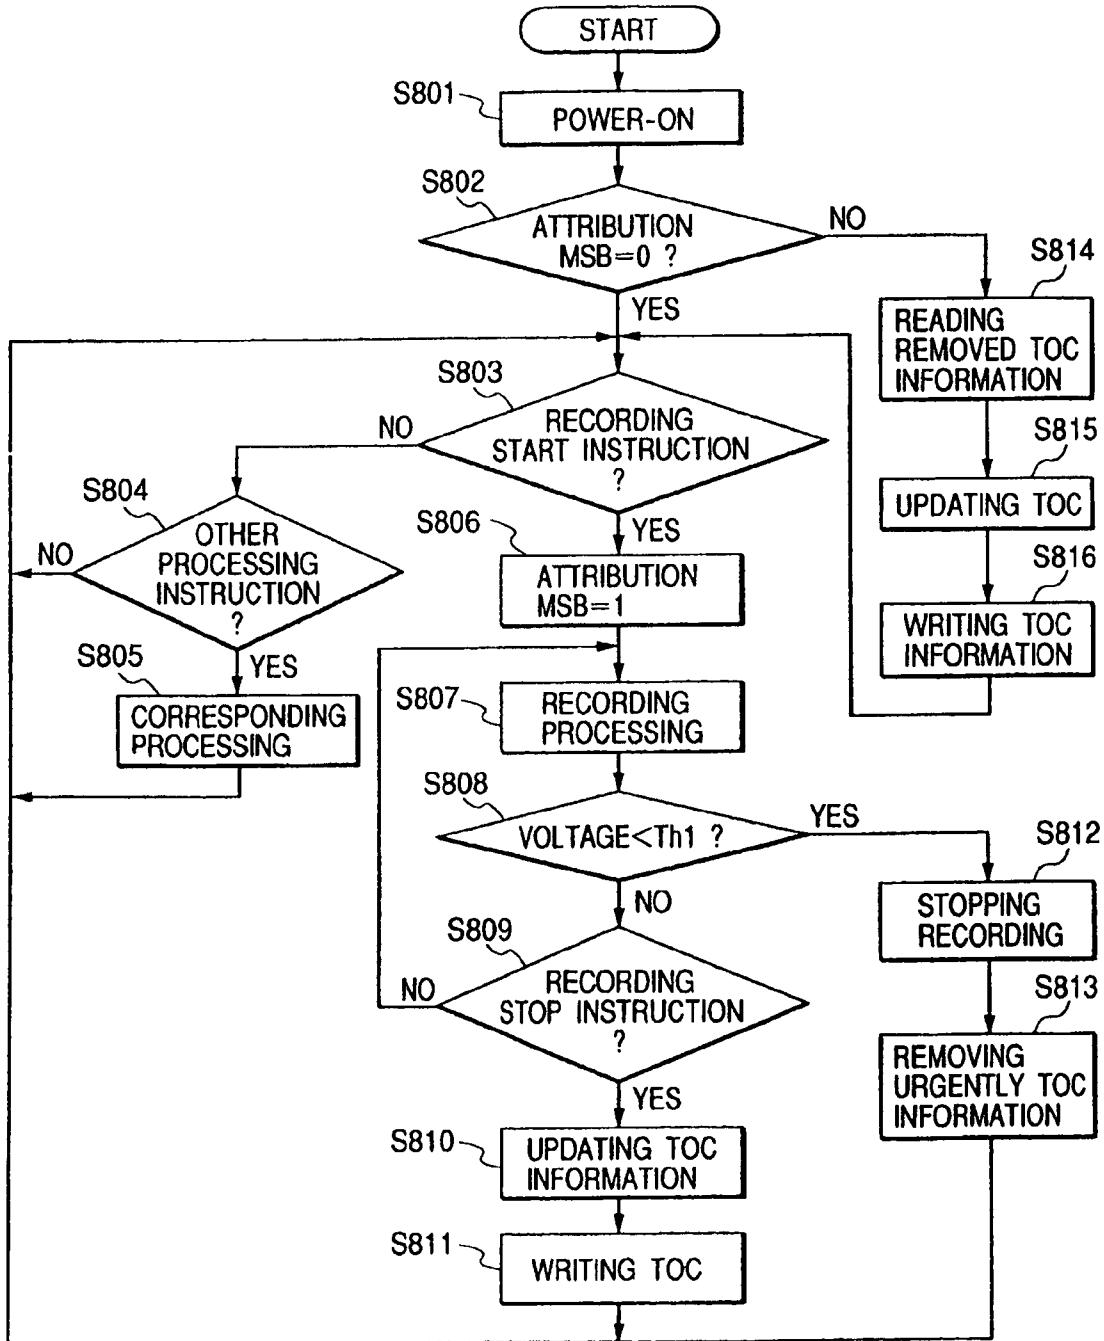 START
S801
POWER-ON
S802
ATTRIBUTION
MSB=0 ?
NO
YES
S814
READING
REMOVED TOC
INFORMATION
S803
RECORDING
START INSTRUCTION
?
NO
YES
S815
UPDATING TOC
S804
OTHER
PROCESSING
INSTRUCTION
?
NO
YES
S806
ATTRIBUTION
MSB=1
S816
WRITING TOC
INFORMATION
S805
CORRESPONDING
PROCESSING
S807
RECORDING
PROCESSING
S808
VOLTAGE<Th1 ?
YES
NO
S812
STOPPING
RECORDING
S809
RECORDING
STOP INSTRUCTION
?
NO
YES
S813
REMOVING
URGENTLY TOC
INFORMATION
S810
UPDATING TOC
INFORMATION
S811
WRITING TOC